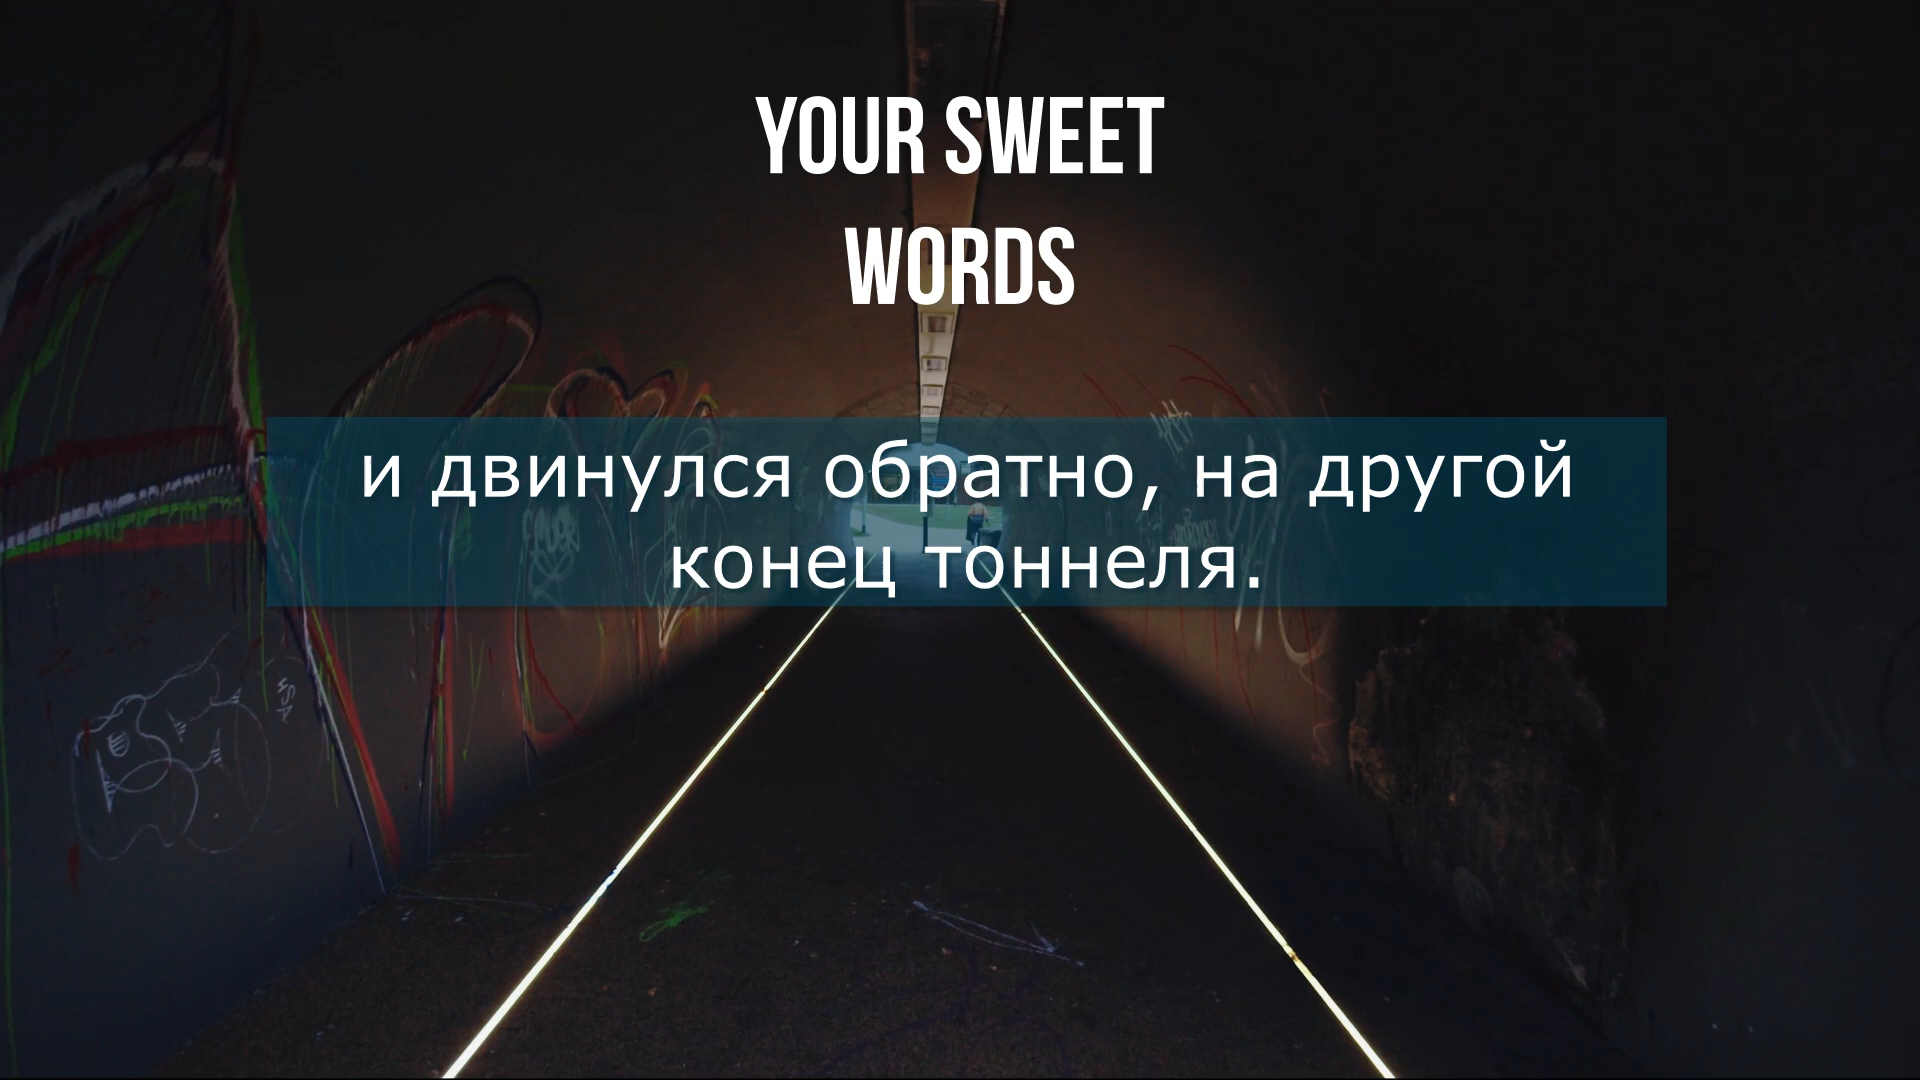 YOUR SWEET
WORDS
и двинулся обратно, на другой
конец тоннеля.